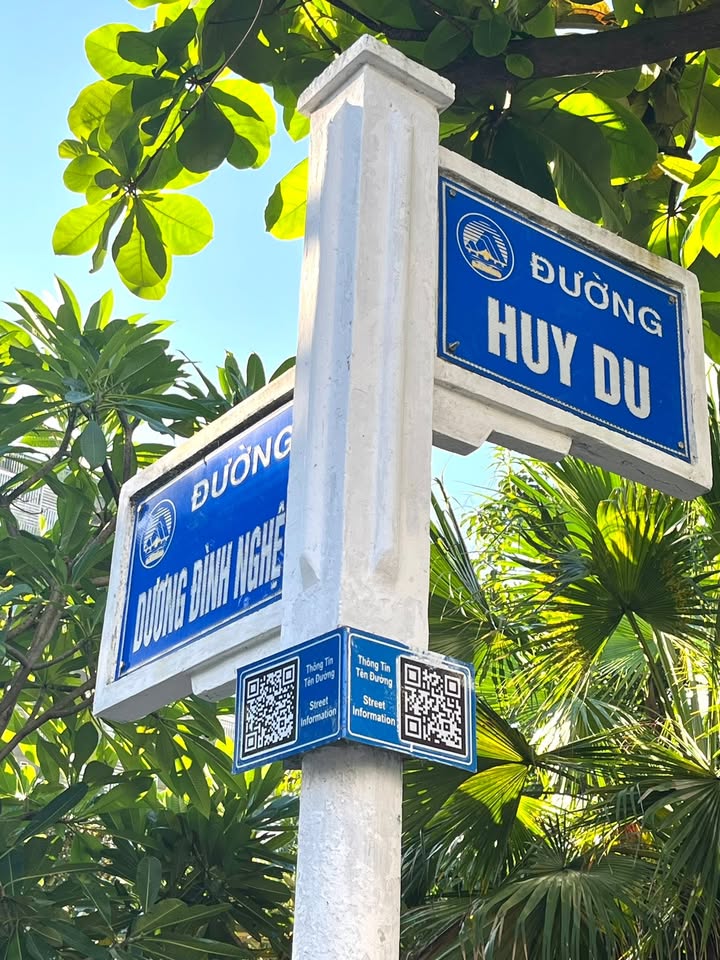 ĐƯỜNG
HUY DU
ĐƯỜNG
DƯƠNG ĐÌNH NGHỆ
Thông Tin
Tên Đường
Street
Information
Thông Tin
Tên Đường
Street
Information